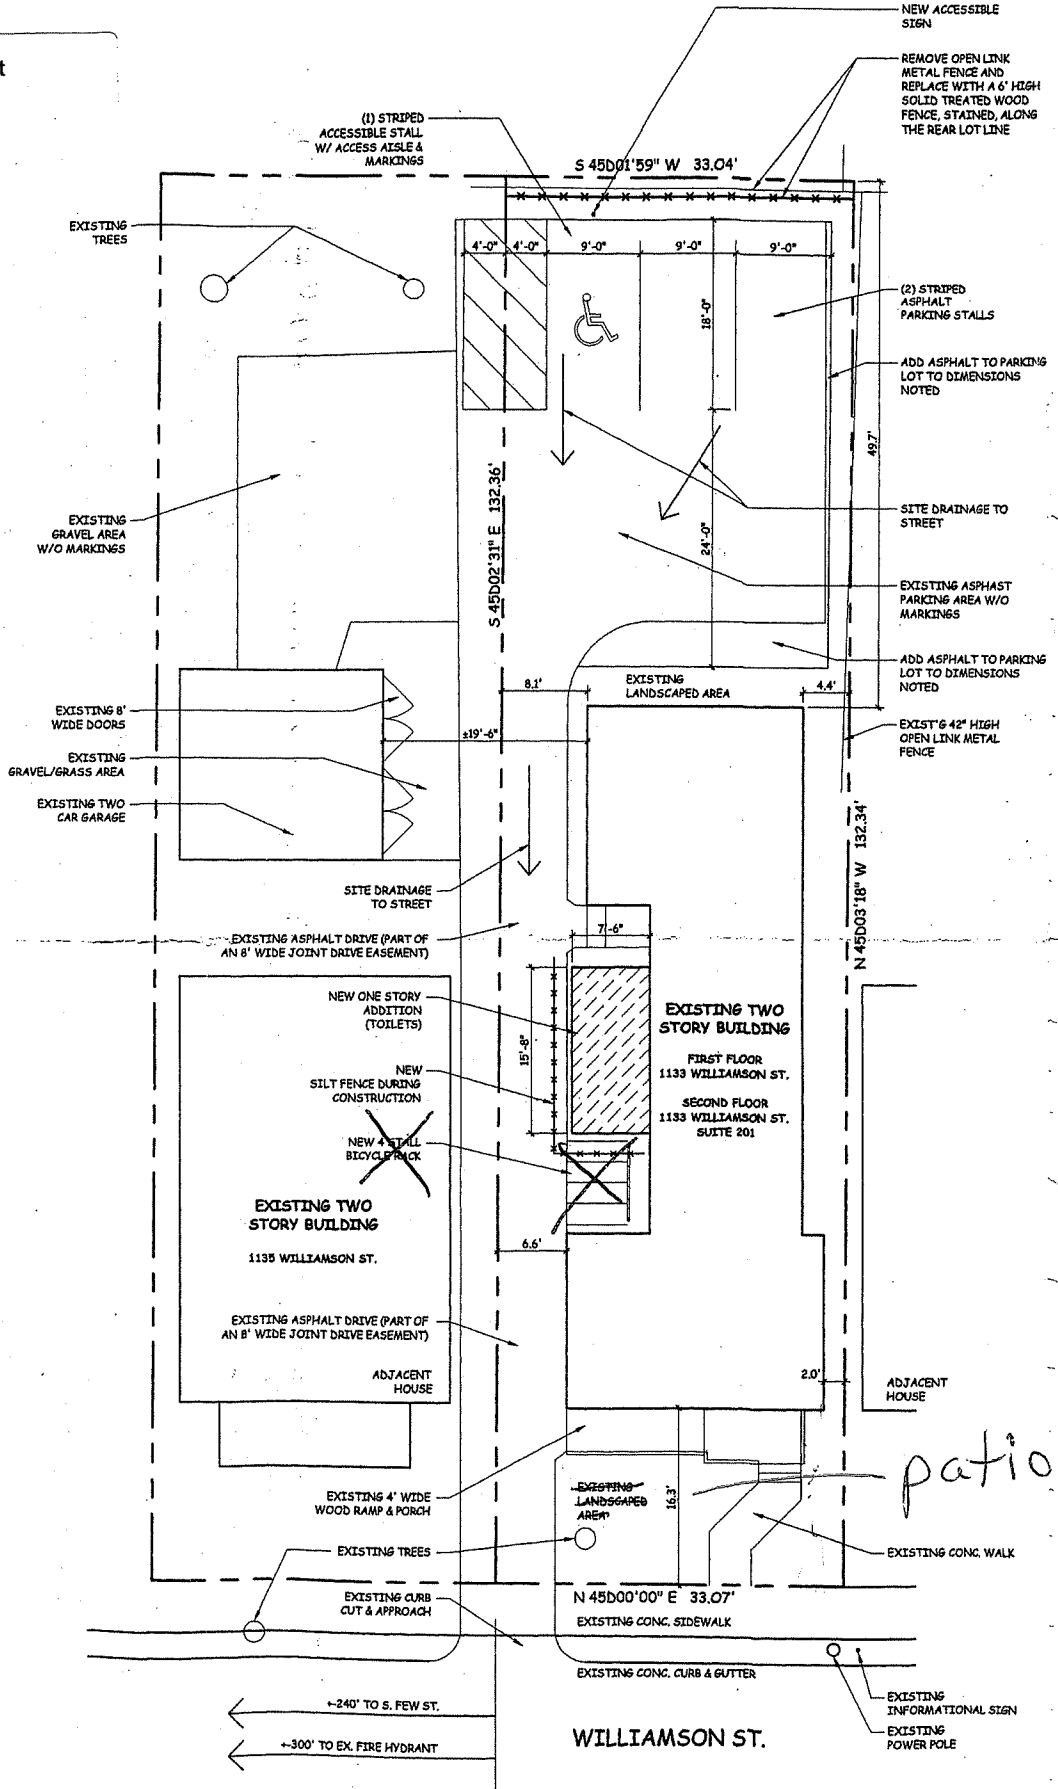 t
NEW ACCESSIBLE
SIGN
REMOVE OPEN LINK
METAL FENCE AND
REPLACE WITH A 6' HIGH
SOLID TREATED WOOD
FENCE, STAINED, ALONG
THE REAR LOT LINE
(1) STRIPED
ACCESSIBLE STALL
W/ ACCESS AISLE &
MARKINGS
S 45D01'59" W 33.04'
EXISTING
TREES
4'-0" 4'-0" 9'-0" 9'-0" 9'-0"
18'-0"
(2) STRIPED
ASPHALT
PARKING STALLS
ADD ASPHALT TO PARKING
LOT TO DIMENSIONS
NOTED
49.7'
S 45D02'31" E 132.36'
EXISTING
GRAVEL AREA
W/O MARKINGS
SITE DRAINAGE TO
STREET
24'-0"
EXISTING ASPHAST
PARKING AREA W/O
MARKINGS
ADD ASPHALT TO PARKING
LOT TO DIMENSIONS
NOTED
EXISTING
LANDSCAPED AREA
8.1'
4.4'
EXISTING 8'
WIDE DOORS
±19'-6"
EXIST'G 42" HIGH
OPEN LINK METAL
FENCE
EXISTING
GRAVEL/GRASS AREA
EXISTING TWO
CAR GARAGE
N 45D03'18" W 132.34'
SITE DRAINAGE
TO STREET
EXISTING ASPHALT DRIVE (PART OF
AN 8' WIDE JOINT DRIVE EASEMENT)
7'-6"
NEW ONE STORY
ADDITION
(TOILETS)
15'-8"
EXISTING TWO
STORY BUILDING
FIRST FLOOR
1133 WILLIAMSON ST.
SECOND FLOOR
1133 WILLIAMSON ST.
SUITE 201
NEW
SILT FENCE DURING
CONSTRUCTION
NEW 4 STALL
BICYCLE RACK
EXISTING TWO
STORY BUILDING
1135 WILLIAMSON ST.
6.6'
EXISTING ASPHALT DRIVE (PART OF
AN 8' WIDE JOINT DRIVE EASEMENT)
ADJACENT
HOUSE
2.0'
ADJACENT
HOUSE
patio
EXISTING 4' WIDE
WOOD RAMP & PORCH
EXISTING
LANDSCAPED
AREA
16.3'
EXISTING TREES
EXISTING CONC. WALK
EXISTING CURB
CUT & APPROACH
N 45D00'00" E 33.07'
EXISTING CONC. SIDEWALK
EXISTING CONC. CURB & GUTTER
EXISTING
INFORMATIONAL SIGN
EXISTING
POWER POLE
+-240' TO S. FEW ST.
+-300' TO EX. FIRE HYDRANT
WILLIAMSON ST.